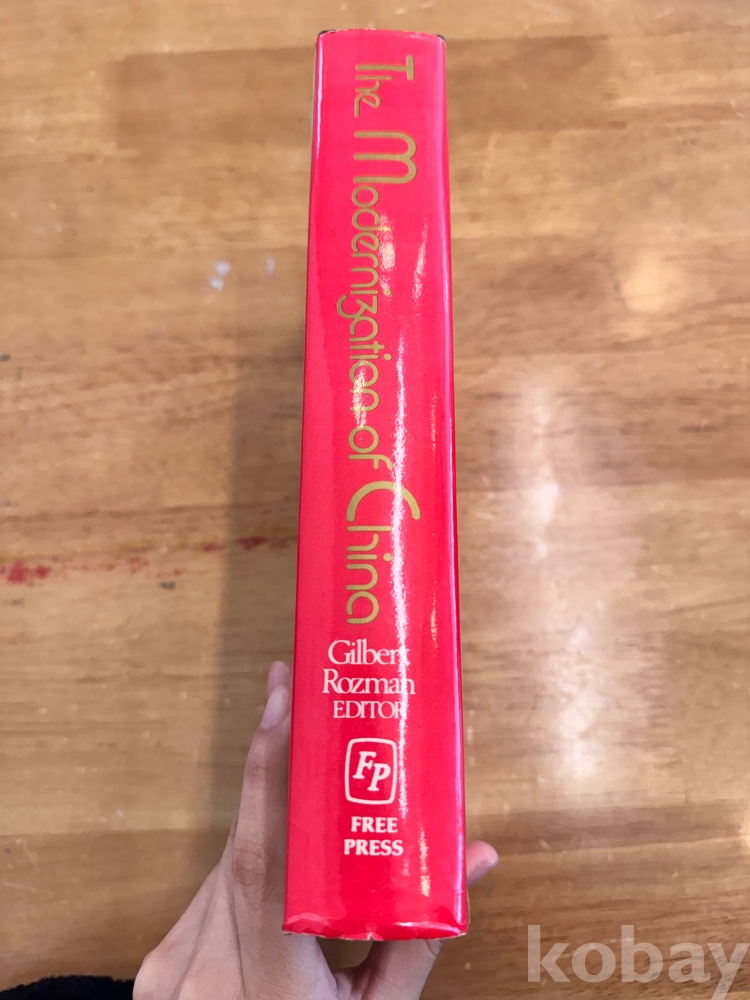 The Modernization of China
Gilbert
Rozman
EDITOR
FP
FREE
PRESS
kobay